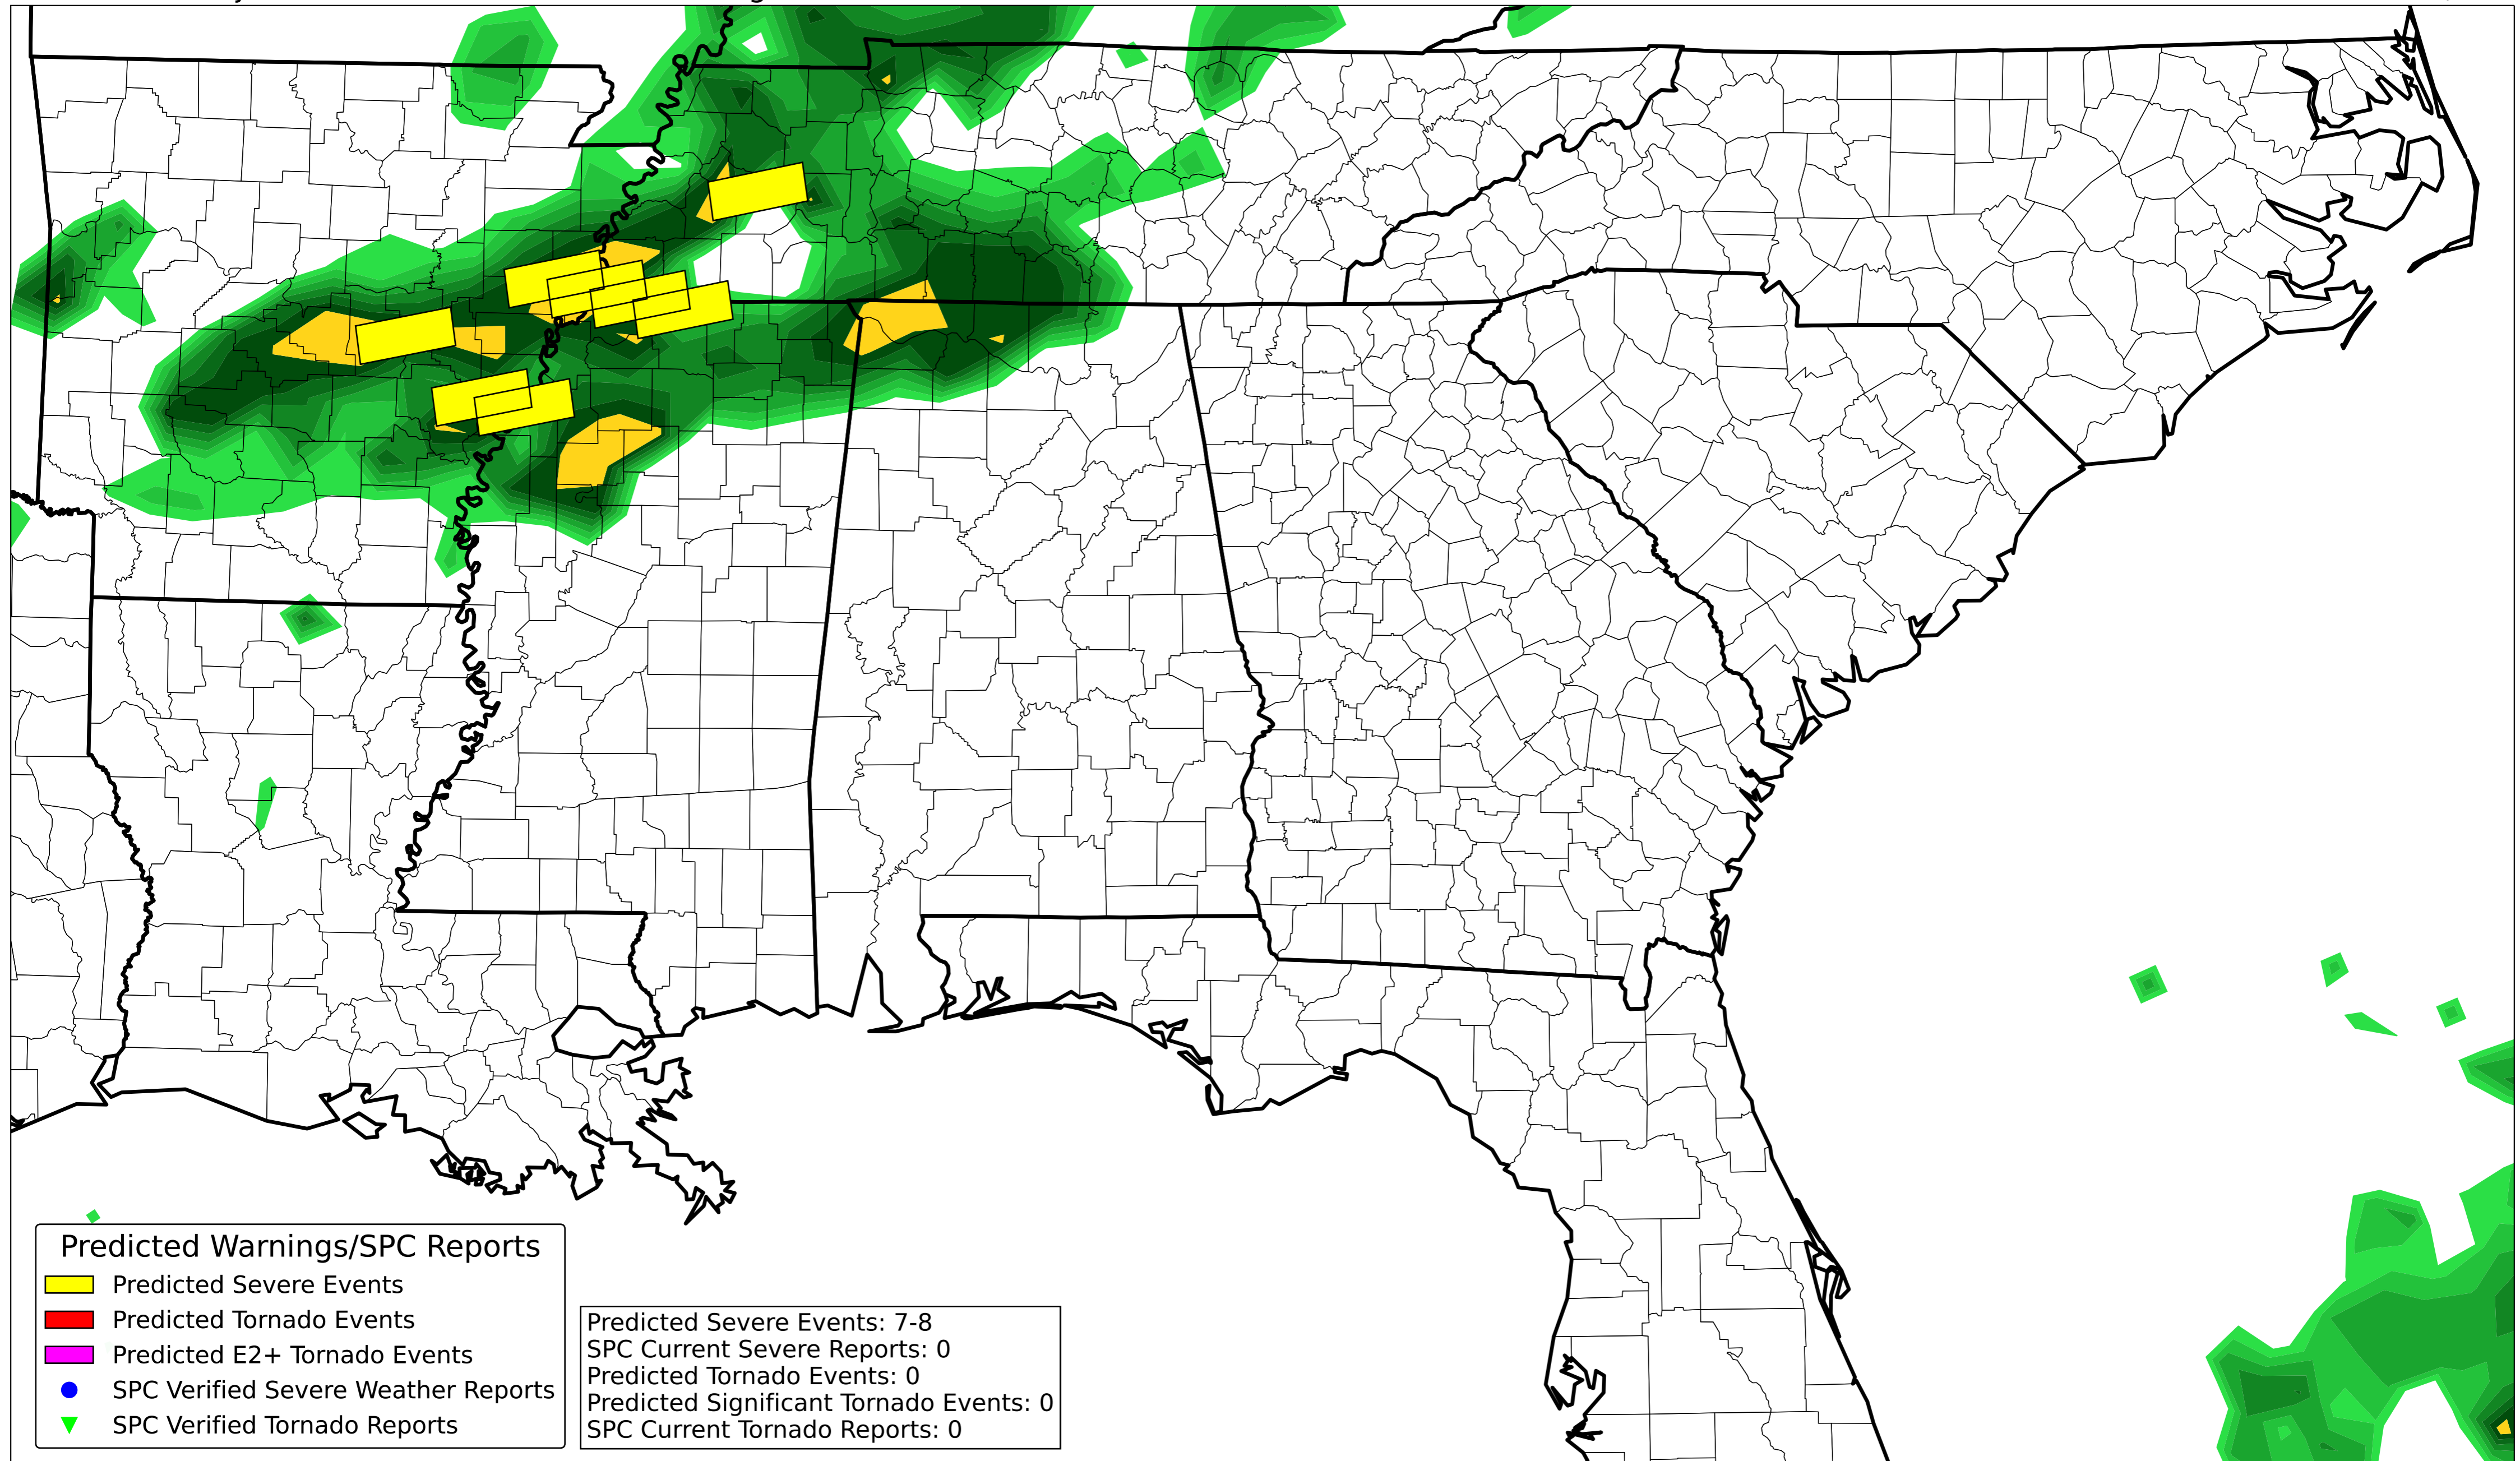 Predicted Warnings/SPC Reports
Predicted Severe Events
Predicted Tornado Events
Predicted E2+ Tornado Events
SPC Verified Severe Weather Reports
SPC Verified Tornado Reports
Predicted Severe Events: 7-8
SPC Current Severe Reports: 0
Predicted Tornado Events: 0
Predicted Significant Tornado Events: 0
SPC Current Tornado Reports: 0